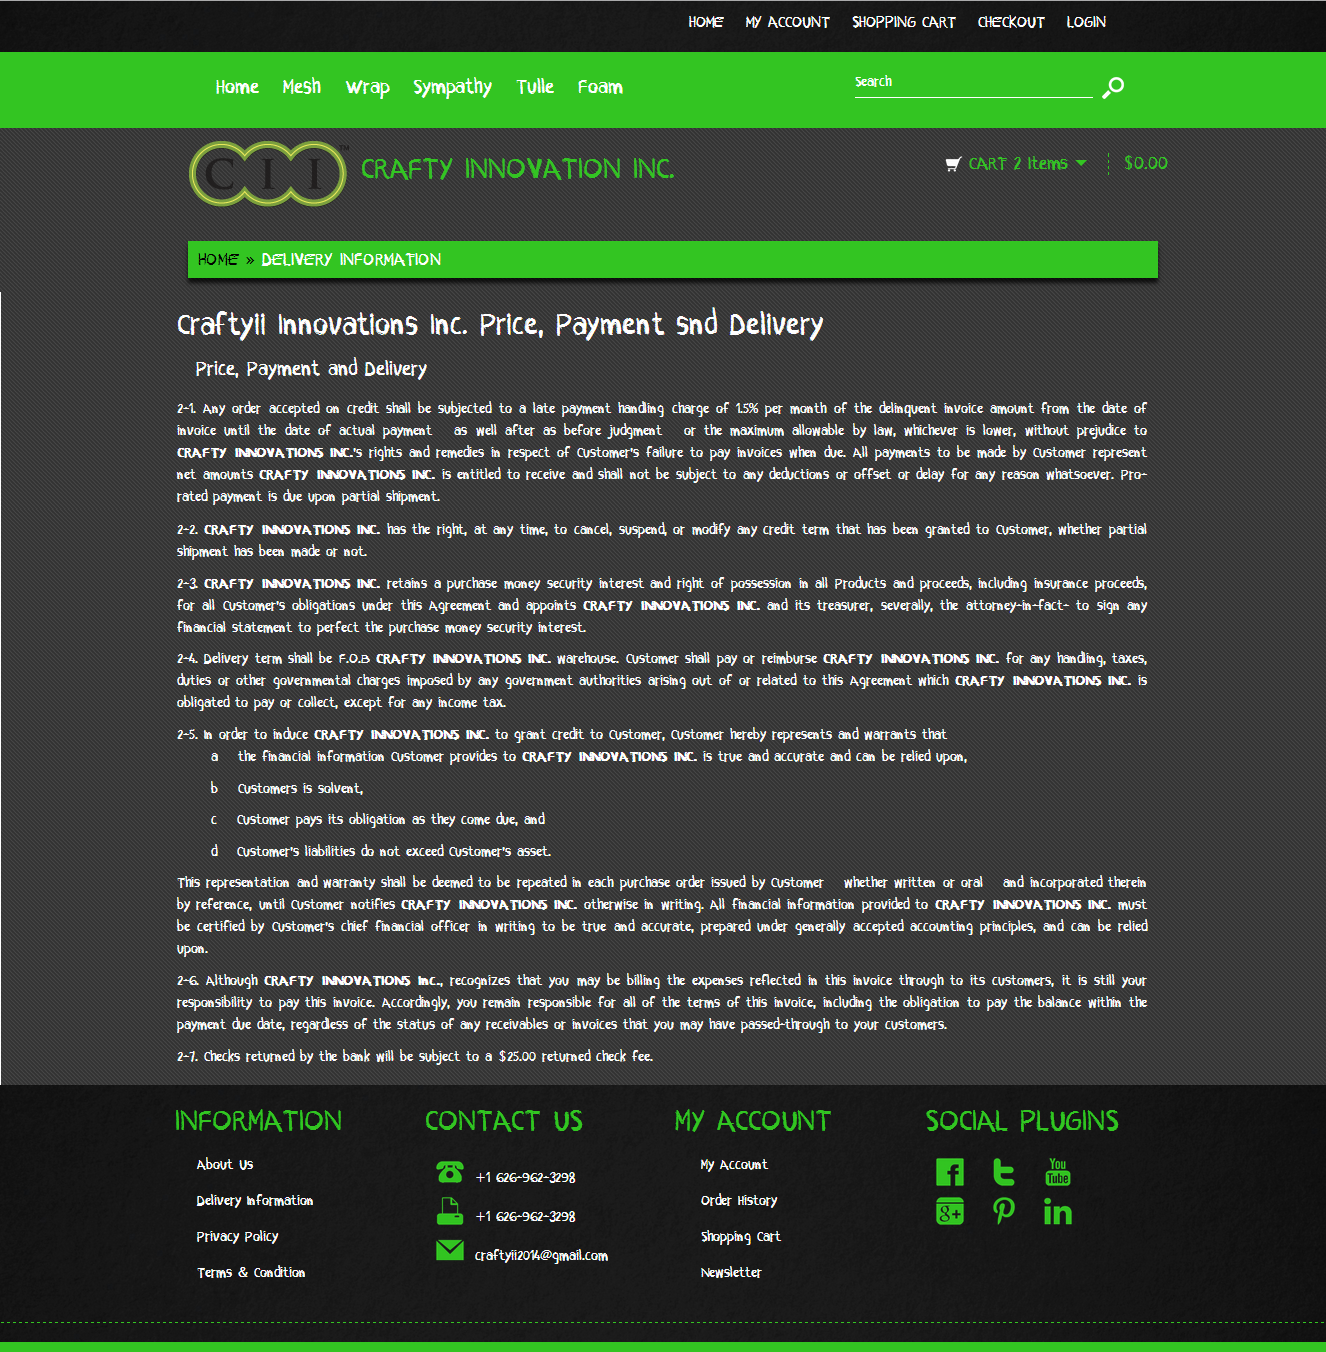 HOME MY ACCOUNT SHOPPING CART CHECKOUT LOGIN
Home Mesh Wrap Sympathy Tulle Foam Search
CII ™ CRAFTY INNOVATION INC. CART 2 Items $0.00
HOME » DELIVERY INFORMATION
Craftyii Innovations Inc. Price, Payment snd Delivery
Price, Payment and Delivery
2-1. Any order accepted on credit shall be subjected to a late payment handling charge of 1.5% per month of the delinquent invoice amount from the date of
invoice until the date of actual payment as well after as before judgment or the maximum allowable by law, whichever is lower, without prejudice to
CRAFTY INNOVATIONS INC.'s rights and remedies in respect of Customer's failure to pay invoices when due. All payments to be made by Customer represent
net amounts CRAFTY INNOVATIONS INC. is entitled to receive and shall not be subject to any deductions or offset or delay for any reason whatsoever. Pro-
rated payment is due upon partial shipment.
2-2. CRAFTY INNOVATIONS INC. has the right, at any time, to cancel, suspend, or modify any credit term that has been granted to Customer, whether partial
shipment has been made or not.
2-3. CRAFTY INNOVATIONS INC. retains a purchase money security interest and right of possession in all Products and proceeds, including insurance proceeds,
for all Customer's obligations under this Agreement and appoints CRAFTY INNOVATIONS INC. and its treasurer, severally, the attorney-in-fact- to sign any
financial statement to perfect the purchase money security interest.
2-4. Delivery term shall be F.O.B CRAFTY INNOVATIONS INC. warehouse. Customer shall pay or reimburse CRAFTY INNOVATIONS INC. for any handling, taxes,
duties or other governmental charges imposed by any government authorities arising out of or related to this Agreement which CRAFTY INNOVATIONS INC. is
obligated to pay or collect, except for any income tax.
2-5. In order to induce CRAFTY INNOVATIONS INC. to grant credit to Customer, Customer hereby represents and warrants that
a the financial information Customer provides to CRAFTY INNOVATIONS INC. is true and accurate and can be relied upon,
b Customers is solvent,
c Customer pays its obligation as they come due, and
d Customer's liabilities do not exceed Customer's asset.
This representation and warranty shall be deemed to be repeated in each purchase order issued by Customer whether written or oral and incorporated therein
by reference, until Customer notifies CRAFTY INNOVATIONS INC. otherwise in writing. All financial information provided to CRAFTY INNOVATIONS INC. must
be certified by Customer's chief financial officer in writing to be true and accurate, prepared under generally accepted accounting principles, and can be relied
upon.
2-6. Although CRAFTY INNOVATIONS Inc., recognizes that you may be billing the expenses reflected in this invoice through to its customers, it is still your
responsibility to pay this invoice. Accordingly, you remain responsible for all of the terms of this invoice, including the obligation to pay the balance within the
payment due date, regardless of the status of any receivables or invoices that you may have passed-through to your customers.
2-7. Checks returned by the bank will be subject to a $25.00 returned check fee.
INFORMATION
About Us
Delivery Information
Privacy Policy
Terms & Condition
CONTACT US
+1 626-962-3298
+1 626-962-3298
craftyii2014@gmail.com
MY ACCOUNT
My Account
Order History
Shopping Cart
Newsletter
SOCIAL PLUGINS
You
Tube
g+
in